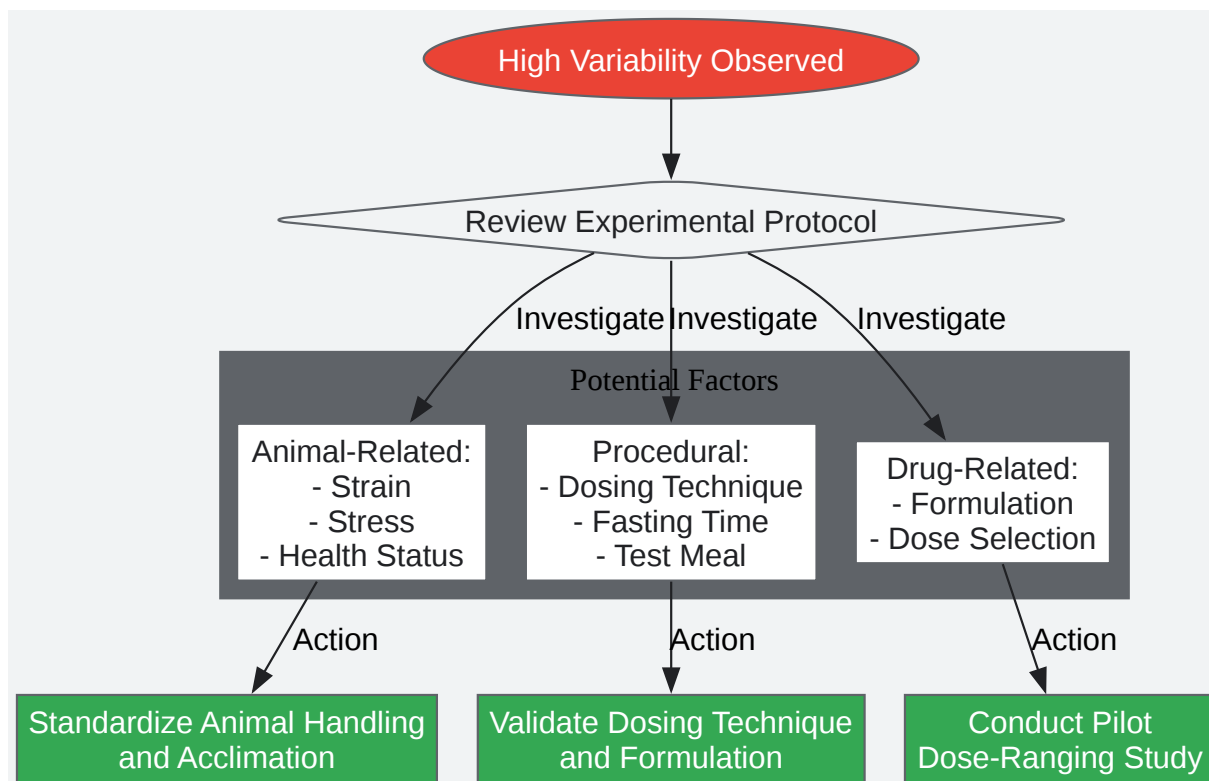 High Variability Observed
Review Experimental Protocol
Investigate
Investigate
Investigate
Potential Factors
Animal-Related:
- Strain
- Stress
- Health Status
Procedural:
- Dosing Technique
- Fasting Time
- Test Meal
Drug-Related:
- Formulation
- Dose Selection
Action
Action
Action
Standardize Animal Handling
and Acclimation
Validate Dosing Technique
and Formulation
Conduct Pilot
Dose-Ranging Study